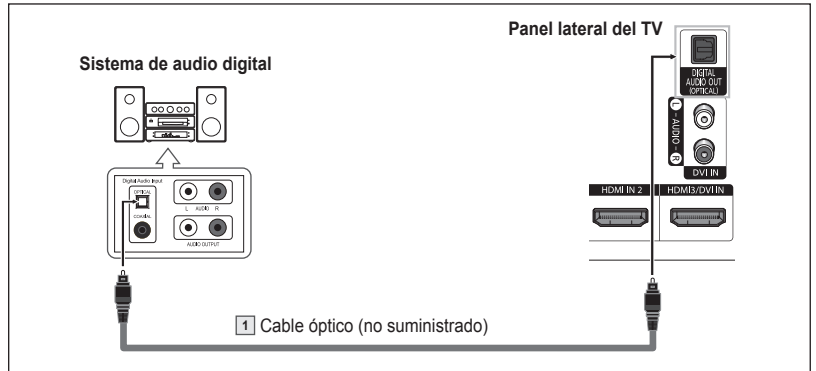 Panel lateral del TV
Sistema de audio digital
DIGITAL
AUDIO OUT
(OPTICAL)
L - AUDIO - R
DVI IN
HDMI IN 2
HDMI3/DVI IN
Digital Audio Input
OPTICAL
COAXIAL
L AUDIO R
AUDIO OUTPUT
1 Cable óptico (no suministrado)